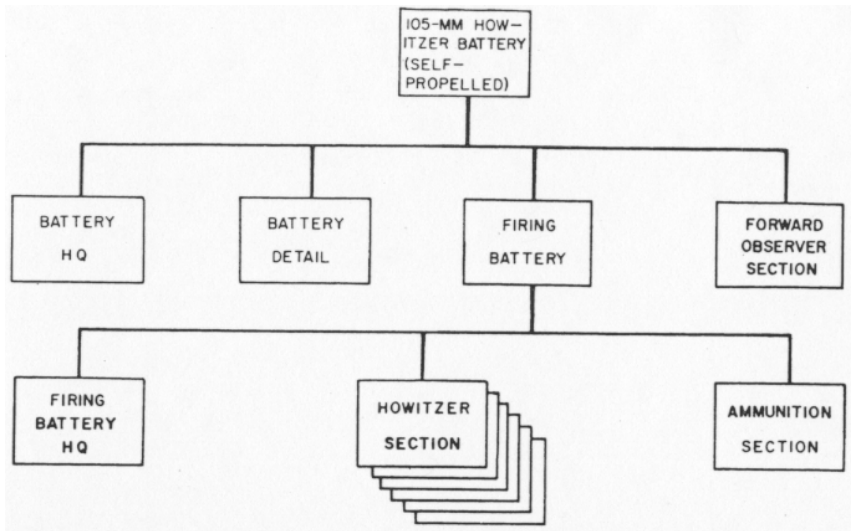 105-MM HOW-
ITZER BATTERY
(SELF-
PROPELLED)
BATTERY
HQ
BATTERY
DETAIL
FIRING
BATTERY
FORWARD
OBSERVER
SECTION
FIRING
BATTERY
HQ
HOWITZER
SECTION
AMMUNITION
SECTION